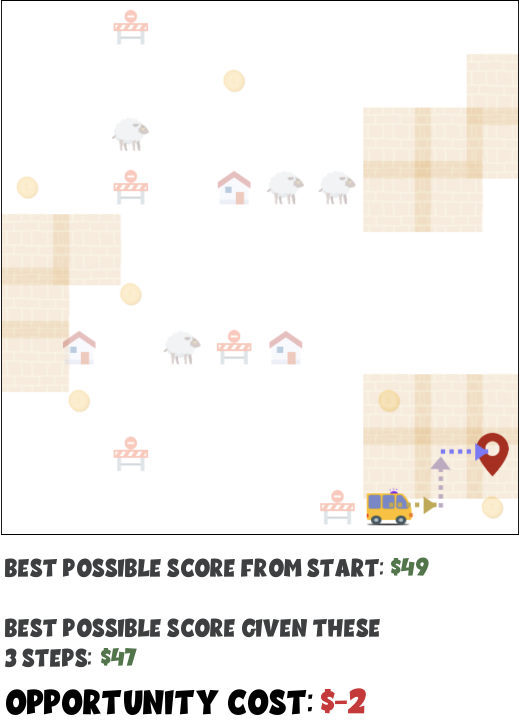 BEST POSSIBLE SCORE FROM START: $49
BEST POSSIBLE SCORE GIVEN THESE
3 STEPS: $47
OPPORTUNITY COST: $-2